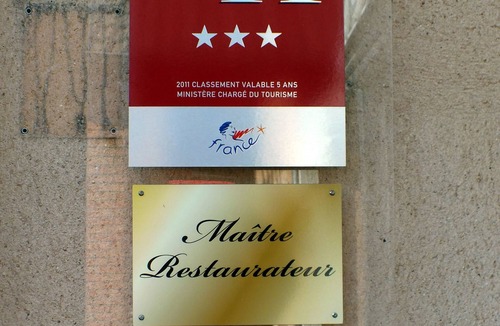 2011 CLASSEMENT VALABLE 5 ANS
MINISTÈRE CHARGÉ DU TOURISME
france
Maître
Restaurateur